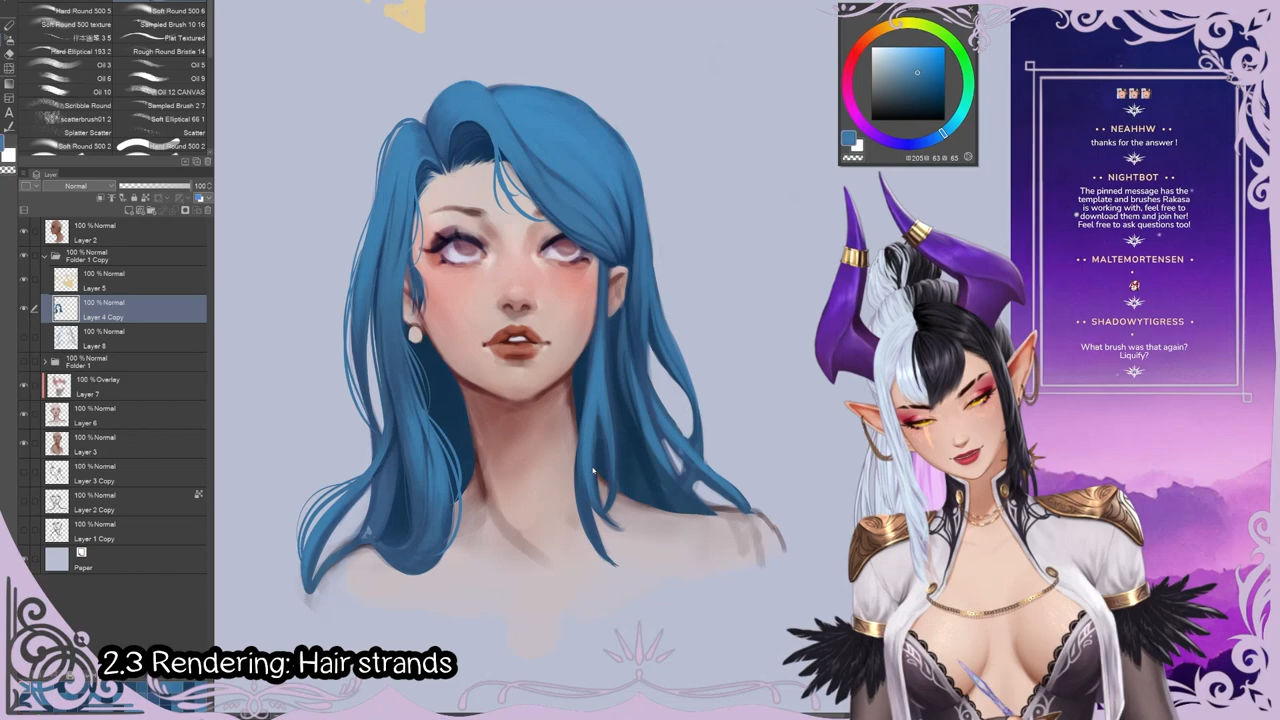 Hard Round 500 5
Soft Round 500 6
Soft Round 500 texture
Sampled Brush 10 16
3 5
Flat Textured
Hard Elliptical 193 2
Rough Round Bristle 14
Oil 3
Oil 5
Oil 6
Oil 9
Oil 10
Oil 12 CANVAS
Scribble Round
Sampled Brush 2 7
scatterbrush01 2
Soft Elliptical 66 1
Splatter Scatter
Scatter
Soft Round 500 2
Hard Round 500 2
Layer
Normal
100
100 % Normal
Layer 2
100 % Normal
Folder 1 Copy
100 % Normal
Layer 5
100 % Normal
Layer 4 Copy
100 % Normal
Layer 8
100 % Normal
Folder 1
100 % Overlay
Layer 7
100 % Normal
Layer 6
100 % Normal
Layer 3
100 % Normal
Layer 3 Copy
100 % Normal
Layer 2 Copy
100 % Normal
Layer 1 Copy
Paper
2.3 Rendering: Hair strands
205 63 65
•• NEAHHW ••
thanks for the answer !
•• NIGHTBOT ••
The pinned message has the
template and brushes Rakasa
is working with, feel free to
download them and join her!
Feel free to ask questions too!
•• MALTEMORTENSEN ••
•• SHADOWYTIGRESS ••
What brush was that again?
Liquify?